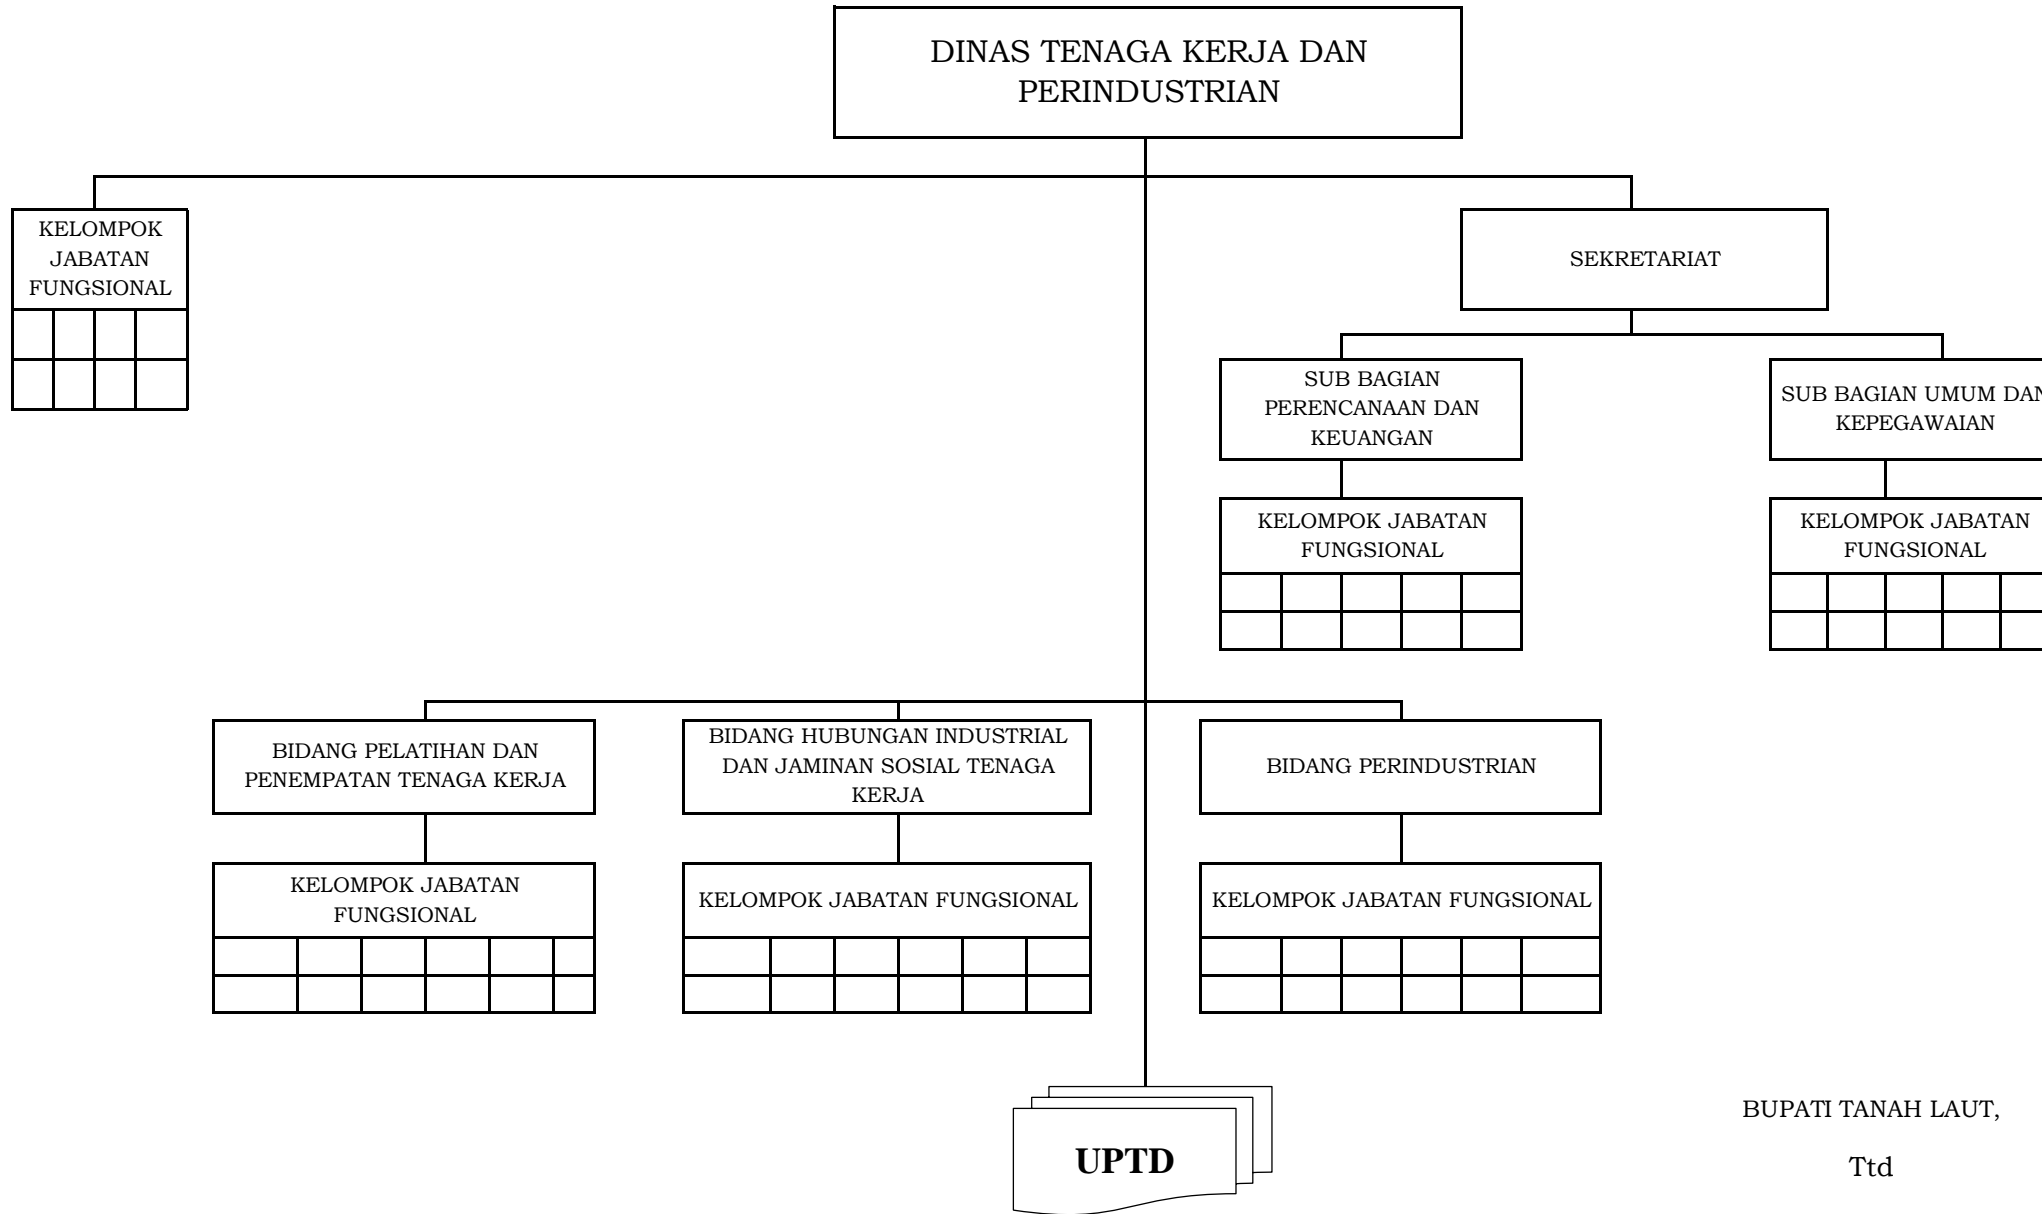 DINAS TENAGA KERJA DAN
PERINDUSTRIAN
KELOMPOK
JABATAN
FUNGSIONAL
SEKRETARIAT
SUB BAGIAN
PERENCANAAN DAN
KEUANGAN
SUB BAGIAN UMUM DAN
KEPEGAWAIAN
KELOMPOK JABATAN
FUNGSIONAL
KELOMPOK JABATAN
FUNGSIONAL
BIDANG PELATIHAN DAN
PENEMPATAN TENAGA KERJA
BIDANG HUBUNGAN INDUSTRIAL
DAN JAMINAN SOSIAL TENAGA
KERJA
BIDANG PERINDUSTRIAN
KELOMPOK JABATAN
FUNGSIONAL
KELOMPOK JABATAN FUNGSIONAL
KELOMPOK JABATAN FUNGSIONAL
UPTD
BUPATI TANAH LAUT,
Ttd